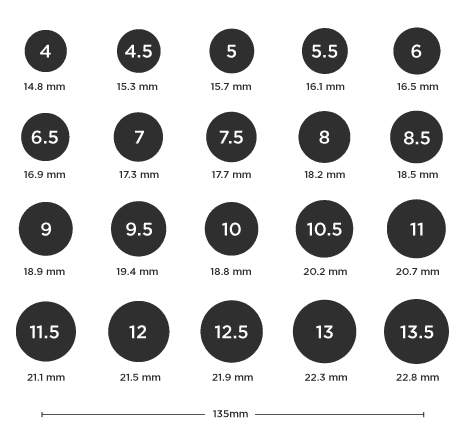 4 4.5 5 5.5 6
14.8 mm 15.3 mm 15.7 mm 16.1 mm 16.5 mm
6.5 7 7.5 8 8.5
16.9 mm 17.3 mm 17.7 mm 18.2 mm 18.5 mm
9 9.5 10 10.5 11
18.9 mm 19.4 mm 18.8 mm 20.2 mm 20.7 mm
11.5 12 12.5 13 13.5
21.1 mm 21.5 mm 21.9 mm 22.3 mm 22.8 mm
135mm